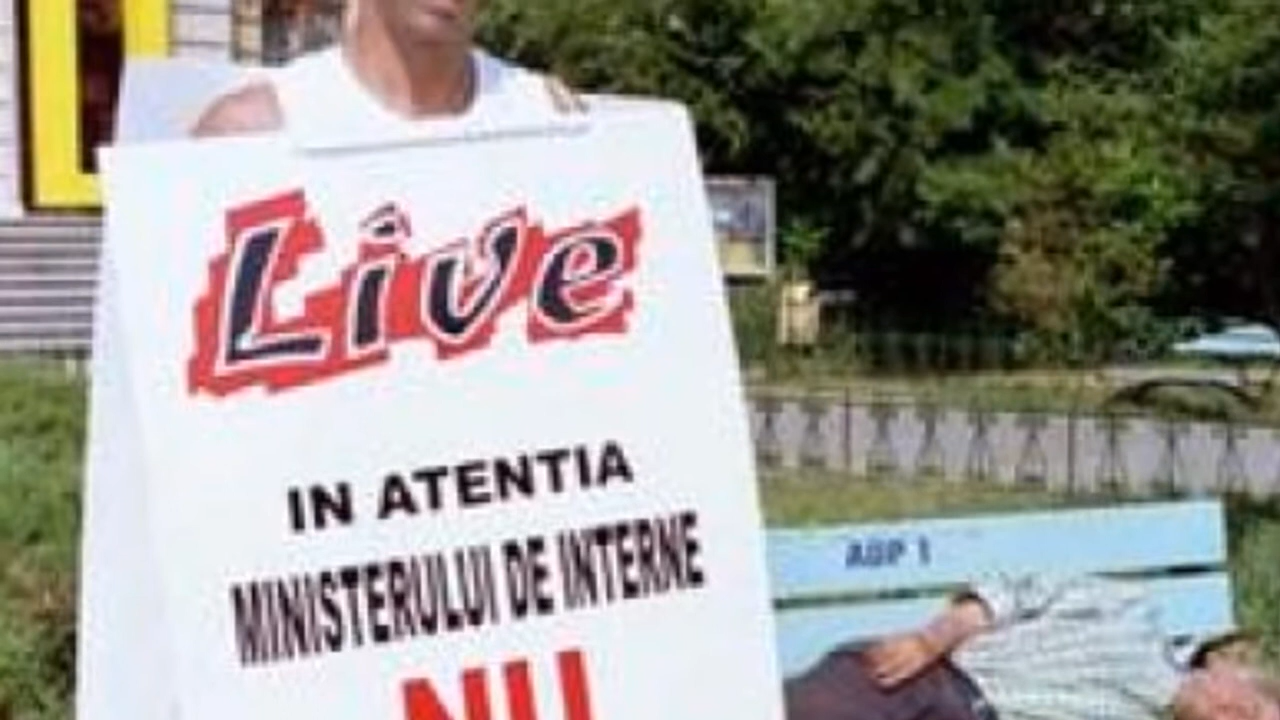 Live
IN ATENTIA
MINISTERULUI DE INTERNE
NU
ADP 1